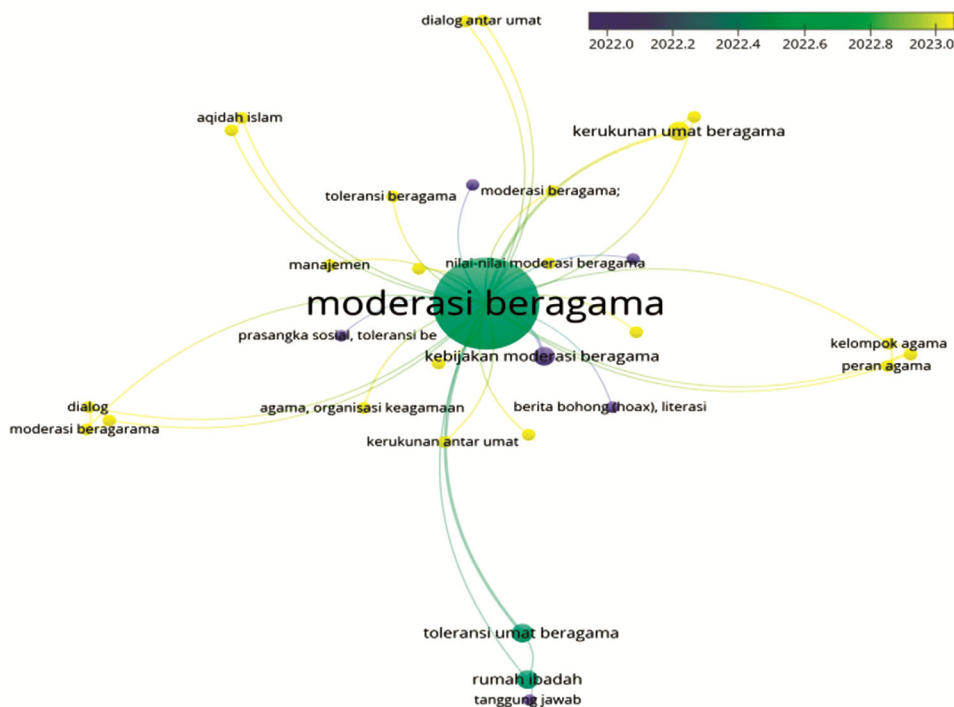 dialog antar umat
2022.0 2022.2 2022.4 2022.6 2022.8 2023.0
aqidah islam
kerukunan umat beragama
toleransi beragama
moderasi beragama;
manajemen
nilai-nilai moderasi beragama
moderasi beragama
prasangka sosial, toleransi be
kebijakan moderasi beragama
kelompok agama
peran agama
dialog
moderasi beragarama
agama, organisasi keagamaan
berita bohong (hoax), literasi
kerukunan antar umat
toleransi umat beragama
rumah ibadah
tanggung jawab